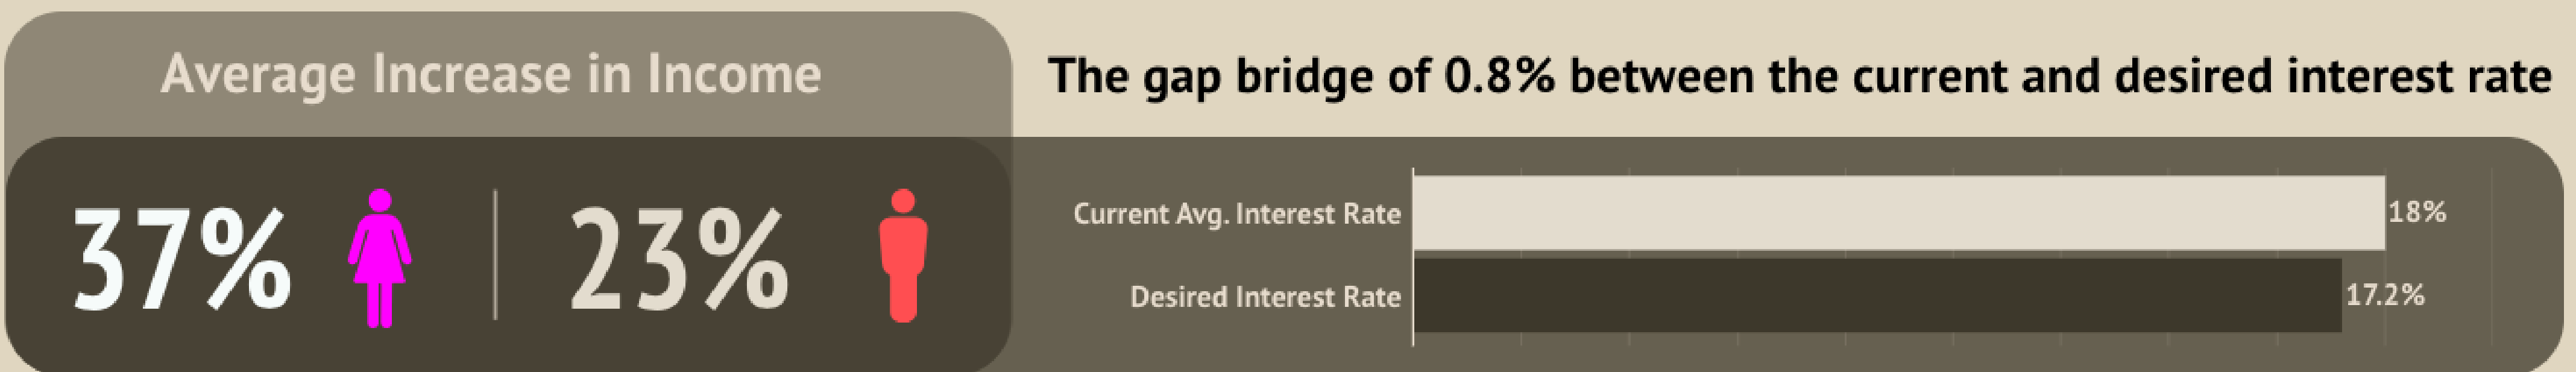 Average Increase in Income
37%
23%
The gap bridge of 0.8% between the current and desired interest rate
Current Avg. Interest Rate
18%
Desired Interest Rate
17.2%